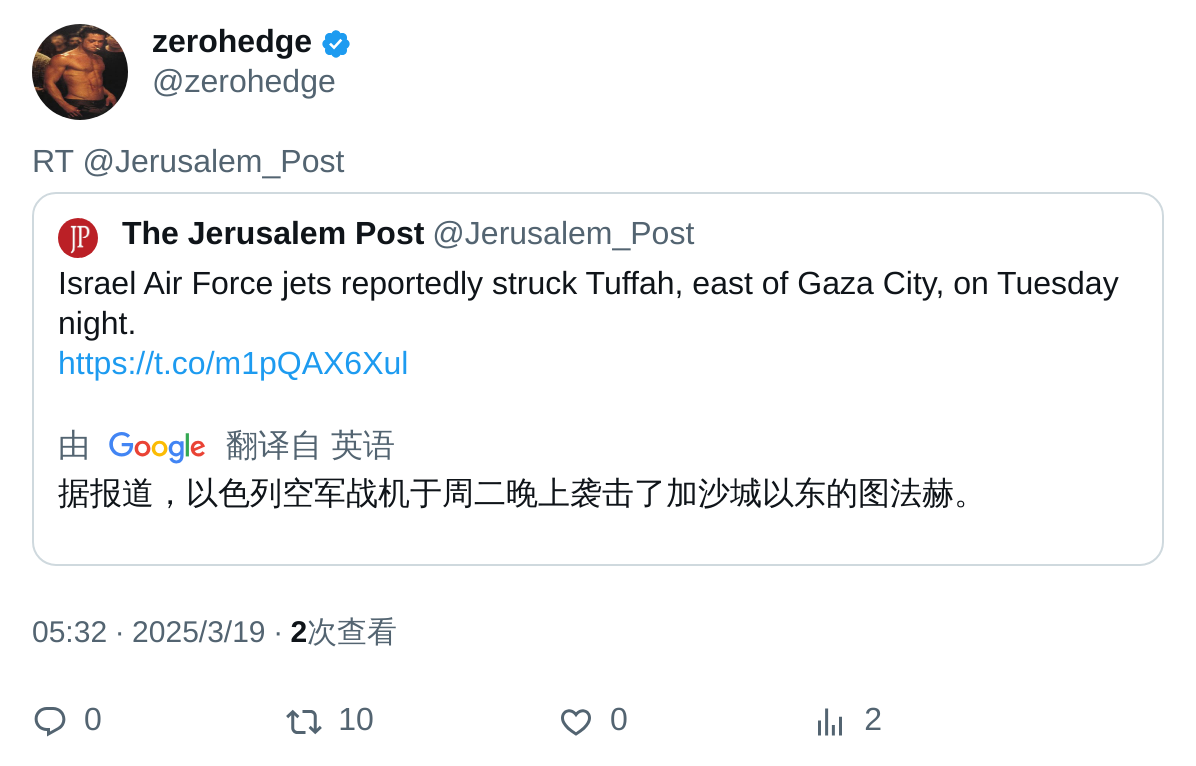 zerohedge
@zerohedge
RT @Jerusalem_Post
JP The Jerusalem Post @Jerusalem_Post
Israel Air Force jets reportedly struck Tuffah, east of Gaza City, on Tuesday
night.
https://t.co/m1pQAX6Xul
由 Google 翻译自 英语
据报道，以色列空军战机于周二晚上袭击了加沙城以东的图法赫。
05:32 · 2025/3/19 · 2次查看
0 10 0 2